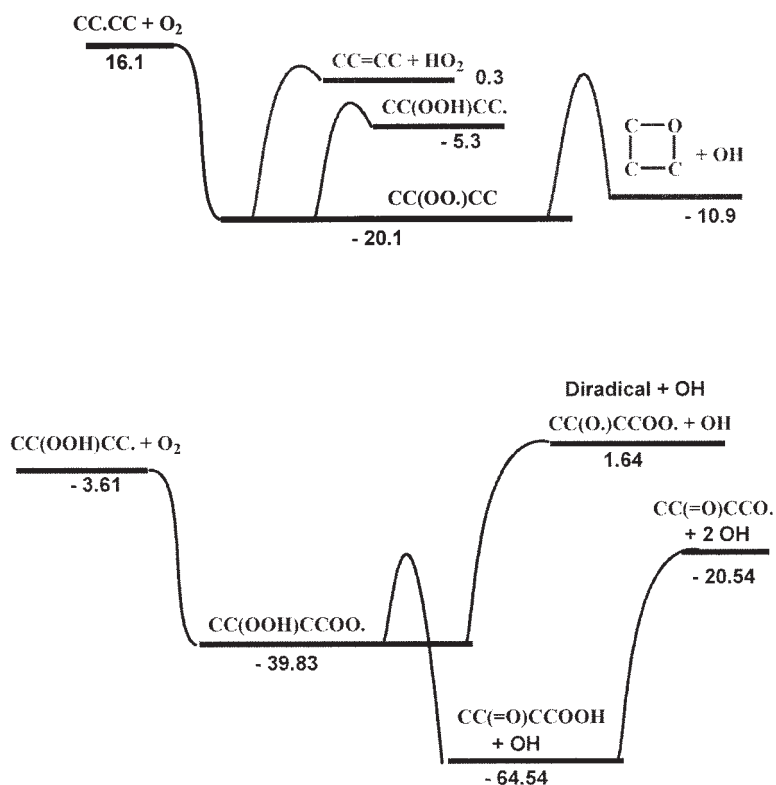 CC.CC + O2
16.1
CC=CC + HO2
0.3
CC(OOH)CC.
- 5.3
C O
C C
+ OH
- 10.9
CC(OO.)CC
- 20.1
Diradical + OH
CC(O.)CCOO. + OH
1.64
CC(OOH)CC. + O2
- 3.61
CC(=O)CCO.
+ 2 OH
- 20.54
CC(OOH)CCOO.
- 39.83
CC(=O)CCOOH
+ OH
- 64.54